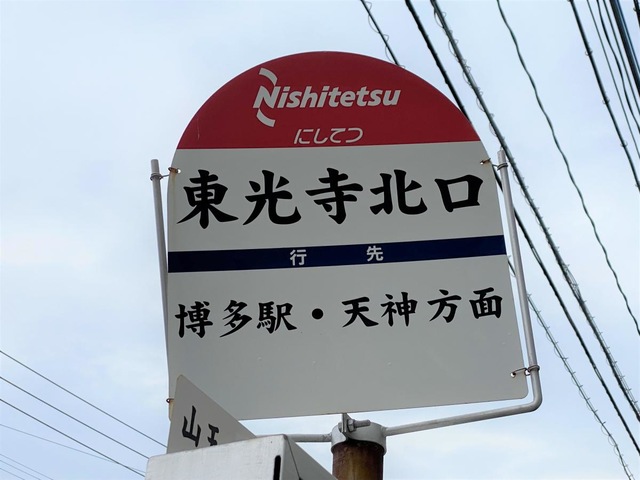 Nishitetsu
にしてつ
東光寺北口
行先
博多駅・天神方面
山王